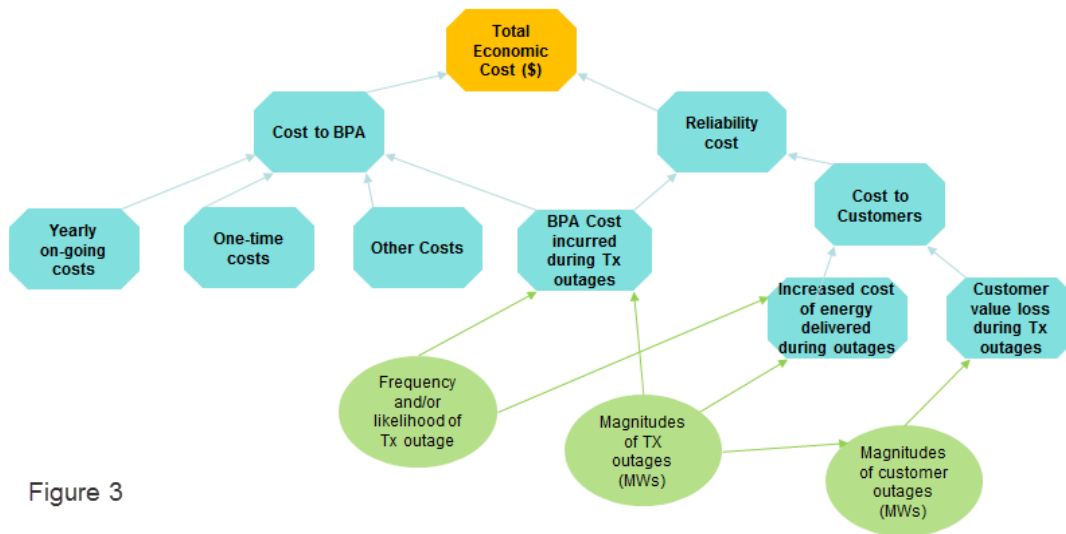 Total
Economic
Cost ($)
Cost to BPA
Reliability
cost
Yearly
on-going
costs
One-time
costs
Other Costs
BPA Cost
incurred
during Tx
outages
Cost to
Customers
Increased cost
of energy
delivered
during outages
Customer
value loss
during Tx
outages
Frequency
and/or
likelihood of
Tx outage
Magnitudes
of TX
outages
(MWs)
Magnitudes
of customer
outages
(MWs)
Figure 3